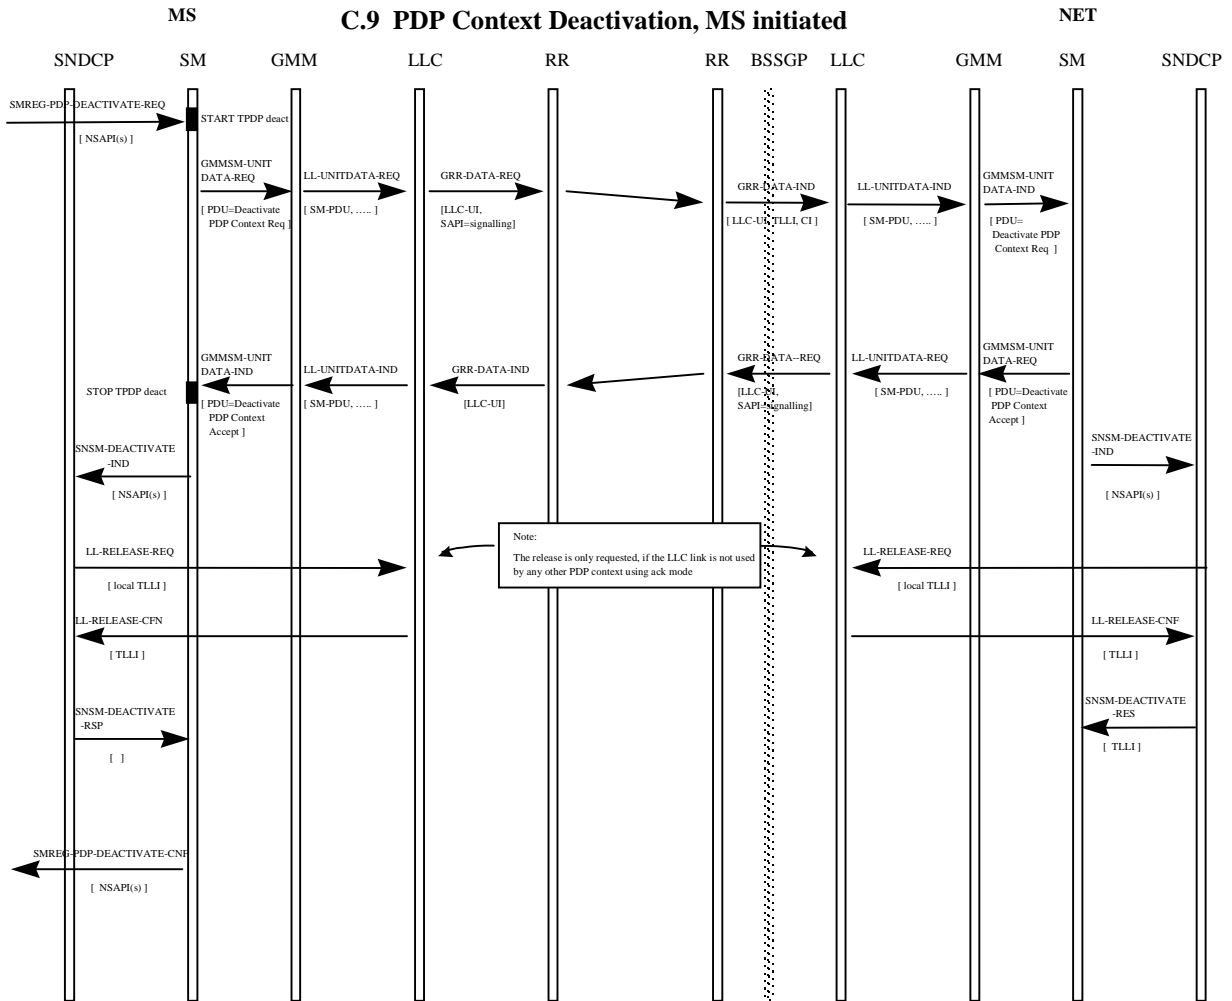 MS
C.9 PDP Context Deactivation, MS initiated
NET
SNDCP SM GMM LLC RR RR BSSGP LLC GMM SM SNDCP
SMREG-PDP-DEACTIVATE-REQ
[ NSAPI(s) ]
START TPDP deact
GMMSM-UNIT
DATA-REQ
[ PDU=Deactivate
PDP Context Req ]
LL-UNITDATA-REQ
[ SM-PDU, ..... ]
GRR-DATA-REQ
[LLC-UI,
SAPI=signalling]
GRR-DATA-IND
[ LLC-UI, TLLI, CI ]
LL-UNITDATA-IND
[ SM-PDU, ..... ]
GMMSM-UNIT
DATA-IND
[ PDU=
Deactivate PDP
Context Req ]
STOP TPDP deact
GMMSM-UNIT
DATA-IND
[ PDU=Deactivate
PDP Context
Accept ]
LL-UNITDATA-IND
[ SM-PDU, ..... ]
GRR-DATA-IND
[LLC-UI]
GRR-DATA--REQ
[LLC-UI,
SAPI=signalling]
LL-UNITDATA-REQ
[ SM-PDU, ..... ]
GMMSM-UNIT
DATA-REQ
[ PDU=Deactivate
PDP Context
Accept ]
SNSM-DEACTIVATE
-IND
[ NSAPI(s) ]
SNSM-DEACTIVATE
-IND
[ NSAPI(s) ]
Note:
The release is only requested, if the LLC link is not used
by any other PDP context using ack mode
LL-RELEASE-REQ
[ local TLLI ]
LL-RELEASE-REQ
[ local TLLI ]
LL-RELEASE-CFN
[ TLLI ]
LL-RELEASE-CNF
[ TLLI ]
SNSM-DEACTIVATE
-RSP
[ ]
SNSM-DEACTIVATE
-RES
[ TLLI ]
SMREG-PDP-DEACTIVATE-CNF
[ NSAPI(s) ]